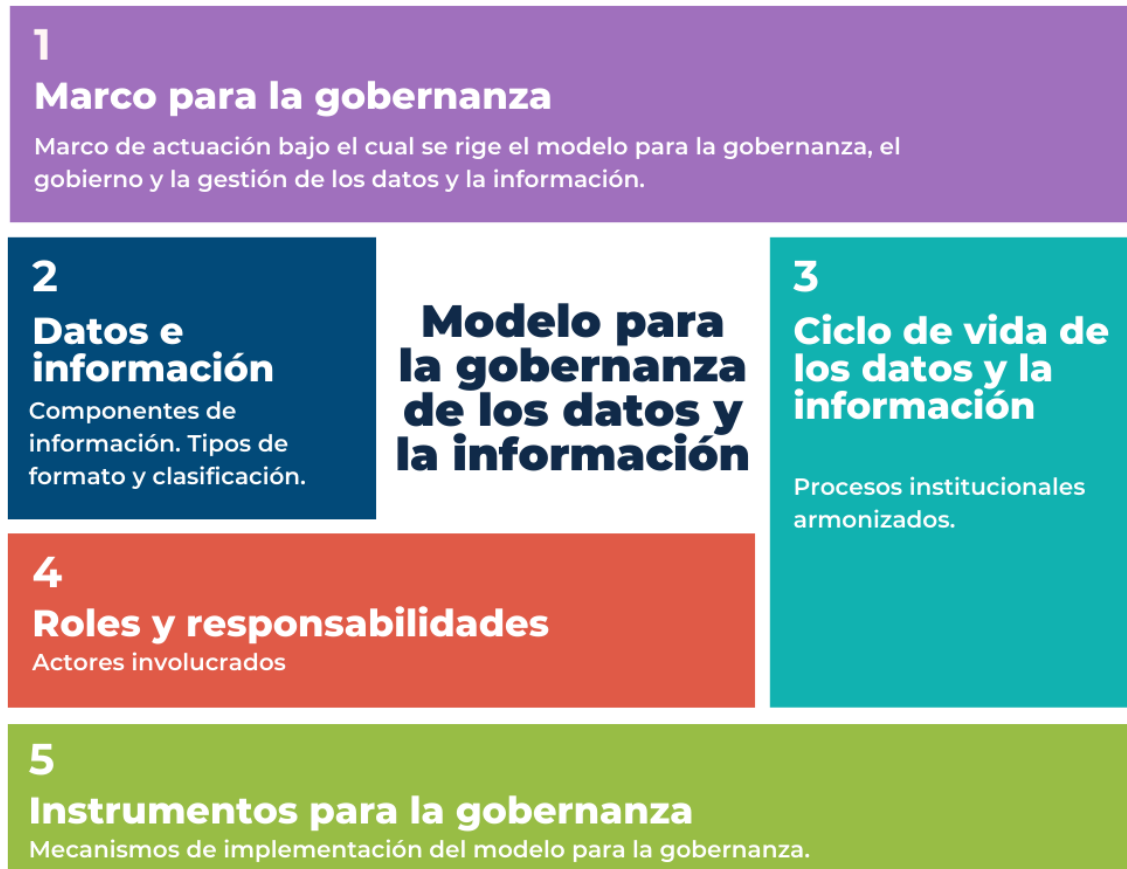 1
Marco para la gobernanza
Marco de actuación bajo el cual se rige el modelo para la gobernanza, el
gobierno y la gestión de los datos y la información.
2
Datos e
información
Componentes de
información. Tipos de
formato y clasificación.
Modelo para
la gobernanza
de los datos y
la información
3
Ciclo de vida de
los datos y la
información
Procesos institucionales
armonizados.
4
Roles y responsabilidades
Actores involucrados
5
Instrumentos para la gobernanza
Mecanismos de implementación del modelo para la gobernanza.